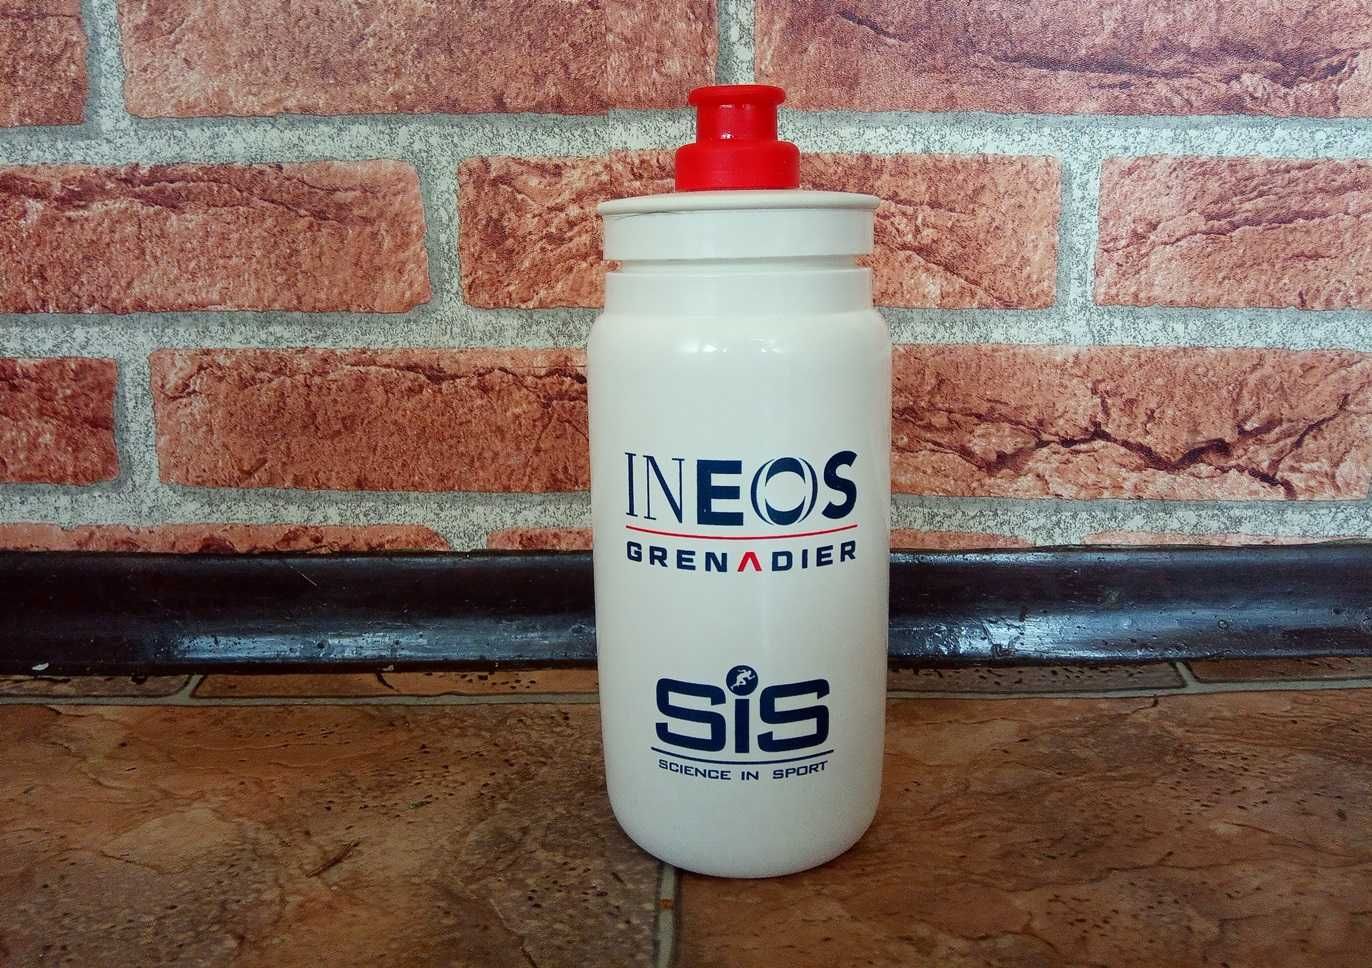 INEOS
GRENADIER
SiS
SCIENCE IN SPORT